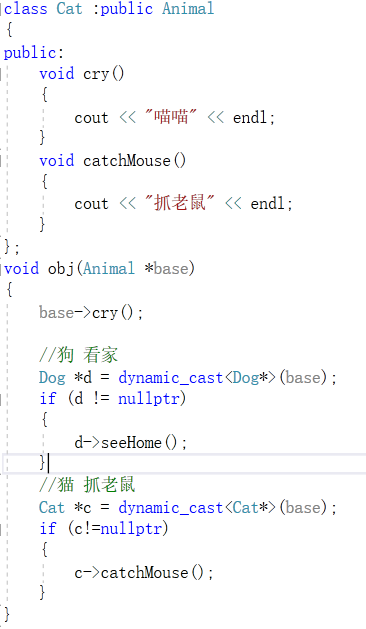 class Cat :public Animal
{
public:
    void cry()
    {
        cout << "喵喵" << endl;
    }
    void catchMouse()
    {
        cout << "抓老鼠" << endl;
    }
};
void obj(Animal *base)
{
    base->cry();

    //狗 看家
    Dog *d = dynamic_cast<Dog*>(base);
    if (d != nullptr)
    {
        d->seeHome();
    }
    //猫 抓老鼠
    Cat *c = dynamic_cast<Cat*>(base);
    if (c!=nullptr)
    {
        c->catchMouse();
    }
}